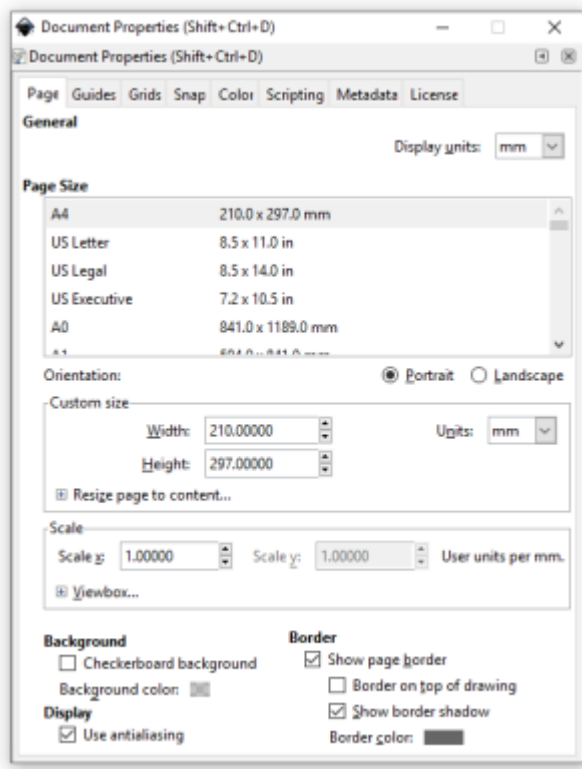 Document Properties (Shift+Ctrl+D)
Document Properties (Shift+Ctrl+D)
Page Guides Grids Snap Color Scripting Metadata License
General
Display units: mm
Page Size
A4 210.0 x 297.0 mm
US Letter 8.5 x 11.0 in
US Legal 8.5 x 14.0 in
US Executive 7.2 x 10.5 in
A0 841.0 x 1189.0 mm
Orientation: Portrait Landscape
Custom size
Width: 210.00000 Units: mm
Height: 297.00000
Resize page to content...
Scale
Scale x: 1.00000 Scale y: 1.00000 User units per mm.
Viewbox...
Background Border
Checkerboard background Show page border
Background color: Border on top of drawing
Display Show border shadow
Use antialiasing Border color: